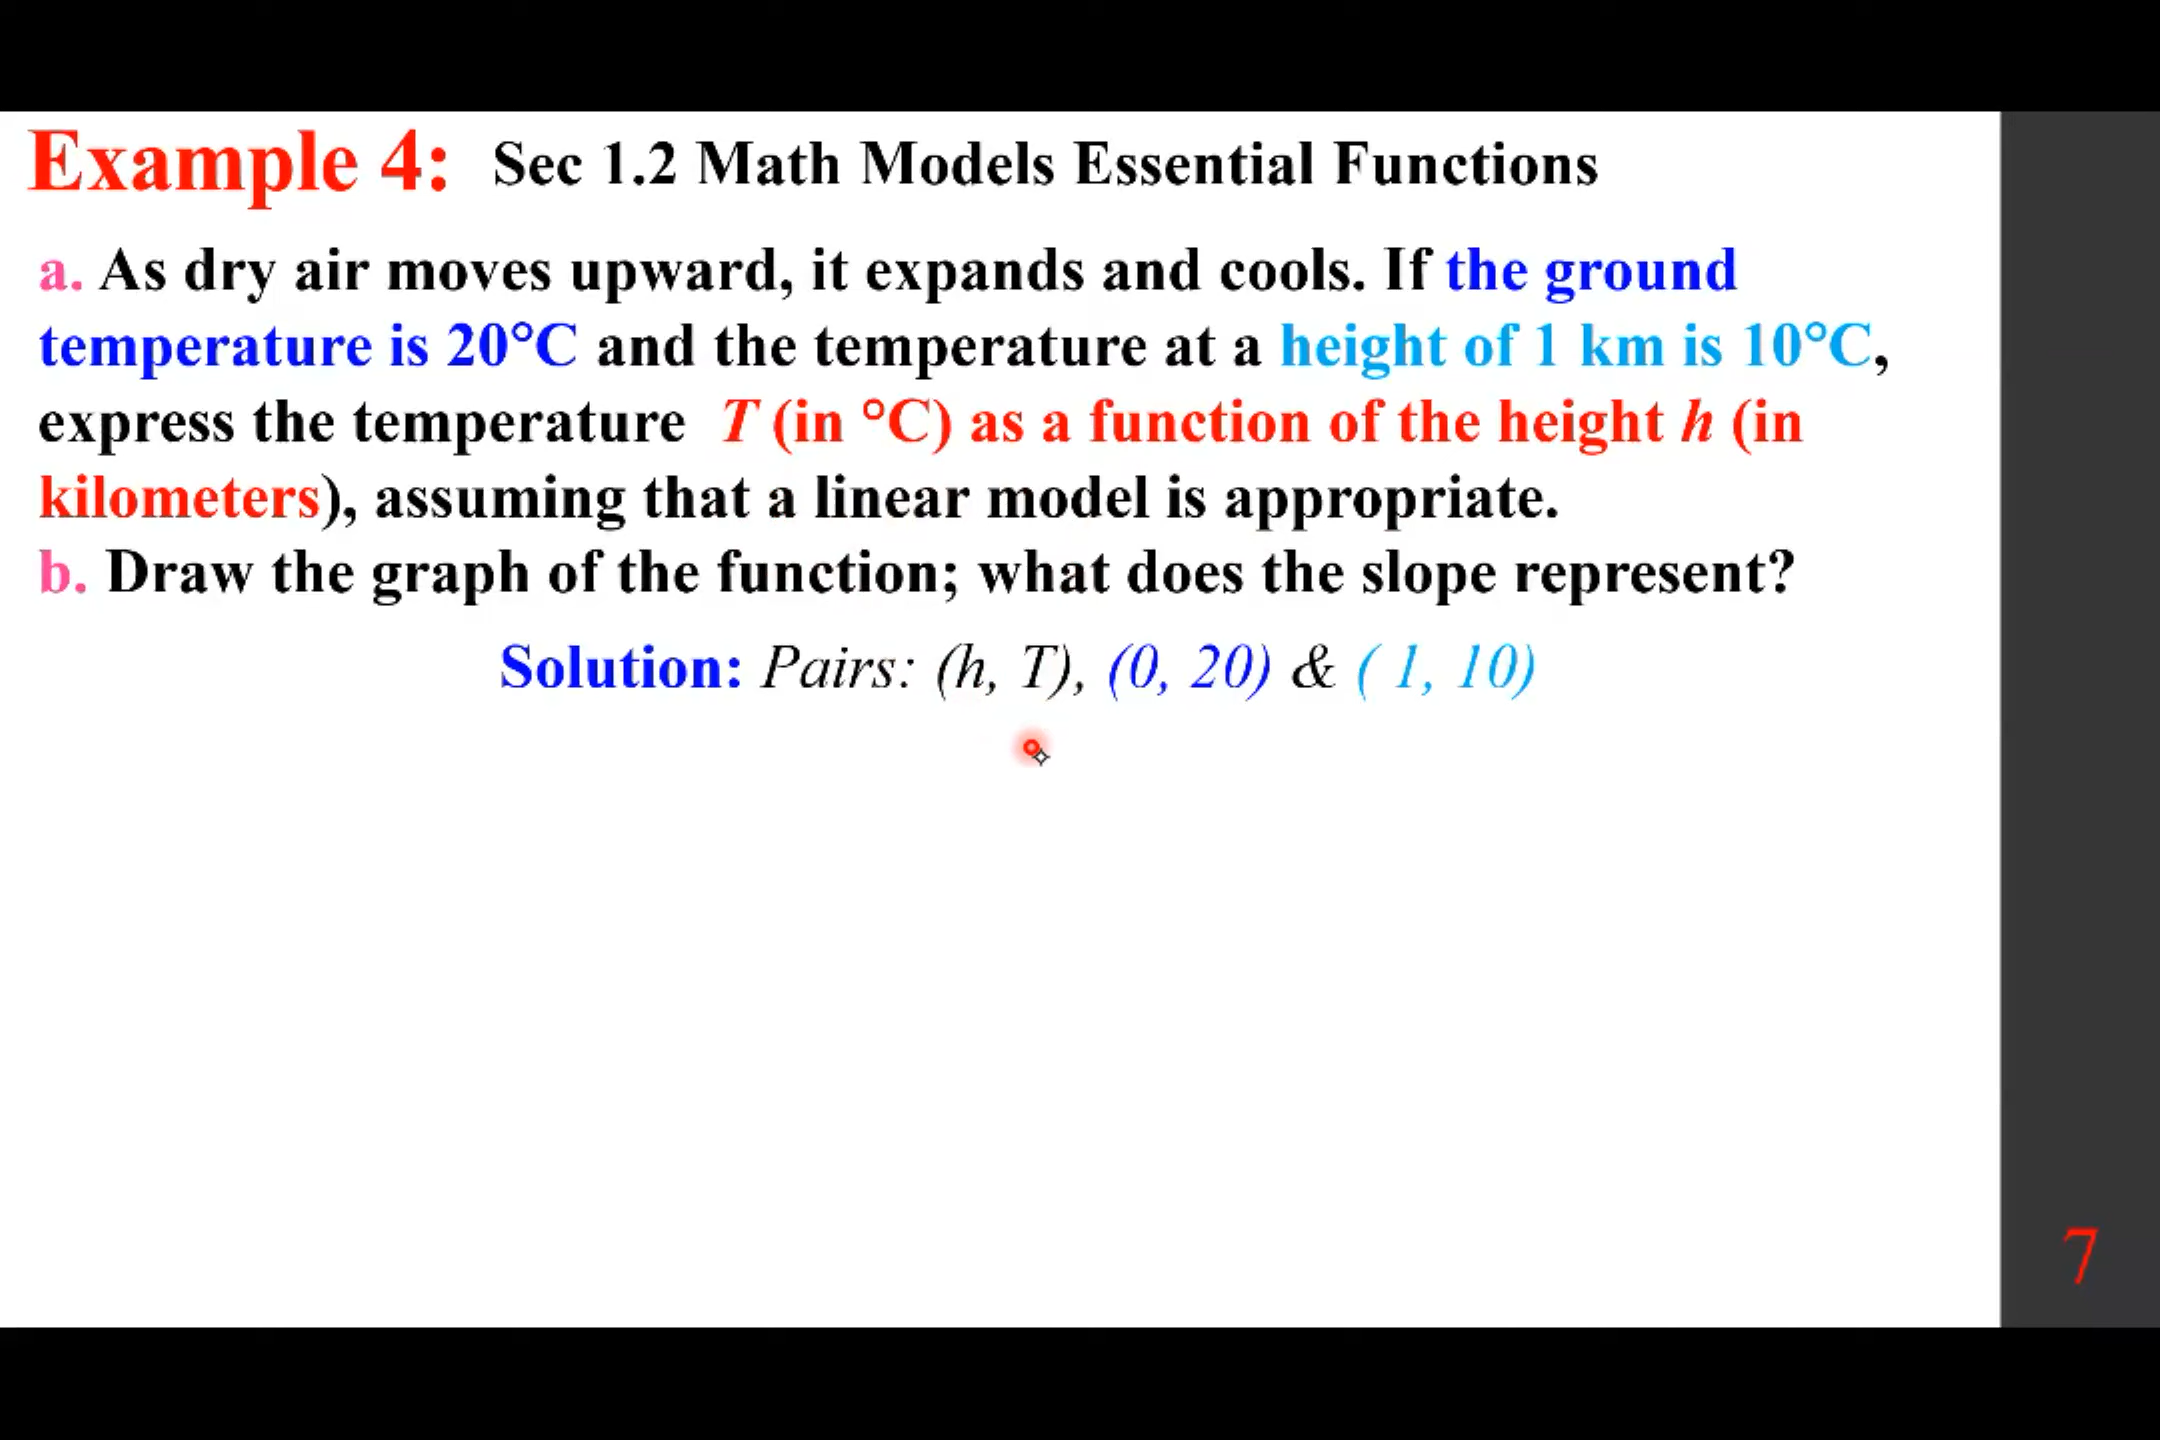 Example 4: Sec 1.2 Math Models Essential Functions
a. As dry air moves upward, it expands and cools. If the ground
temperature is 20°C and the temperature at a height of 1 km is 10°C,
express the temperature T (in °C) as a function of the height h (in
kilometers), assuming that a linear model is appropriate.
b. Draw the graph of the function; what does the slope represent?
Solution: Pairs: (h, T), (0, 20) & ( 1, 10)
7